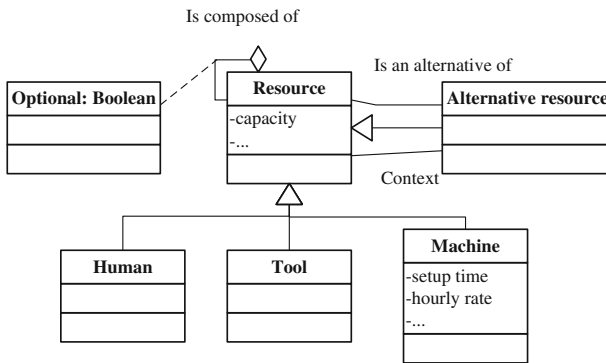 Is composed of
Is an alternative of
Optional: Boolean
Resource
Alternative resource
-capacity
-...
Context
Human
Tool
Machine
-setup time
-hourly rate
-...